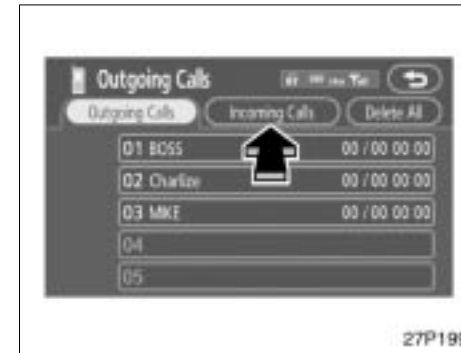 Outgoing Calls
Outgoing Calls Incoming Calls Delete All
01 BOSS 00/00 00 00
02 Charlize 00/00 00 00
03 MIKE 00/00 00 00
04
05
27P199